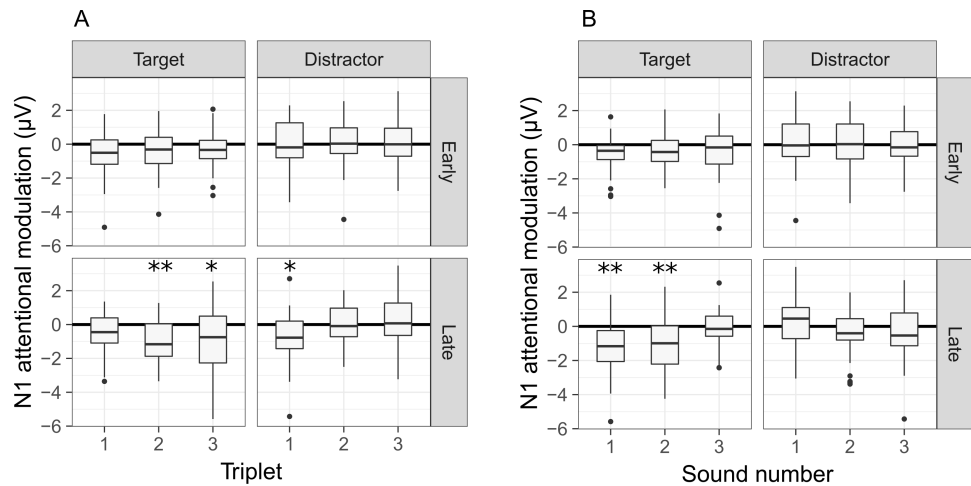 A
Target Distractor
N1 attentional modulation (μV)
2
0
−2
−4
−6
Early
** * *
2
0
−2
−4
−6
Late
1 2 3 1 2 3
Triplet
B
Target Distractor
N1 attentional modulation (μV)
2
0
−2
−4
−6
Early
** **
2
0
−2
−4
−6
Late
1 2 3 1 2 3
Sound number